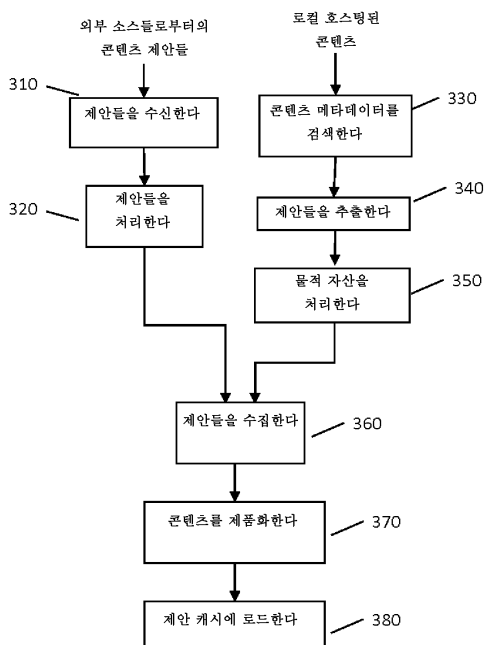 외부 소스들로부터의
콘텐츠 제안들
로컬 호스팅된
콘텐츠
310
제안들을 수신한다
콘텐츠 메타데이터를
검색한다
330
320
제안들을
처리한다
제안들을 추출한다
340
물적 자산을
처리한다
350
제안들을 수집한다
360
콘텐츠를 제품화한다
370
제안 캐시에 로드한다
380